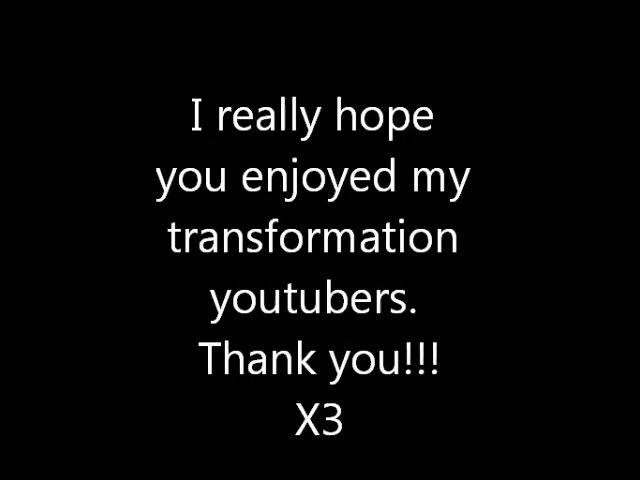 I really hope
you enjoyed my
transformation
youtubers.
Thank you!!!
X3